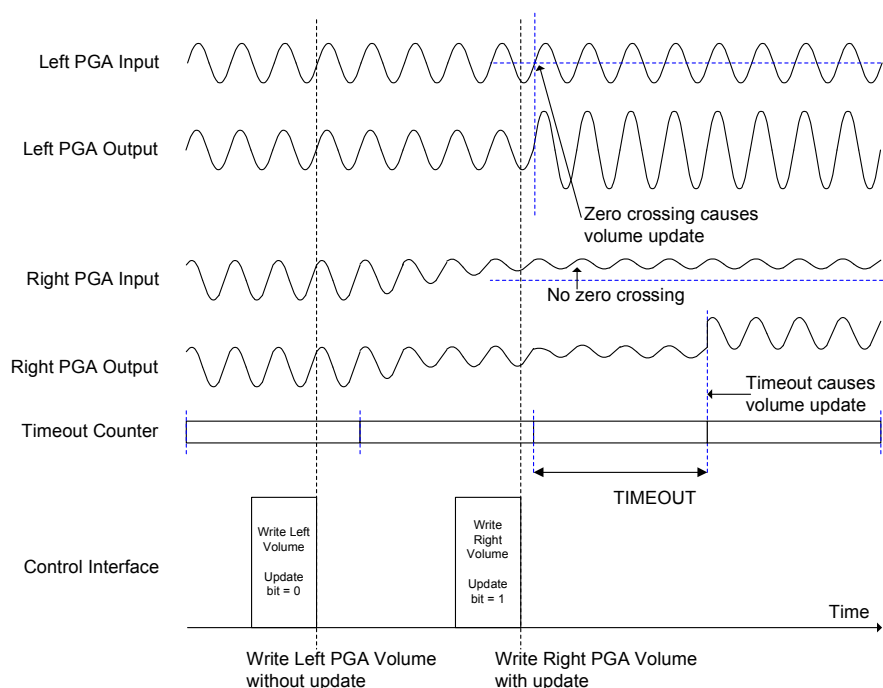 Left PGA Input
Left PGA Output
Zero crossing causes
volume update
Right PGA Input
No zero crossing
Right PGA Output
Timeout causes
volume update
Timeout Counter
TIMEOUT
Write Left
Volume
Update
bit = 0
Write
Right
Volume
Update
bit = 1
Control Interface
Time
Write Left PGA Volume
without update
Write Right PGA Volume
with update